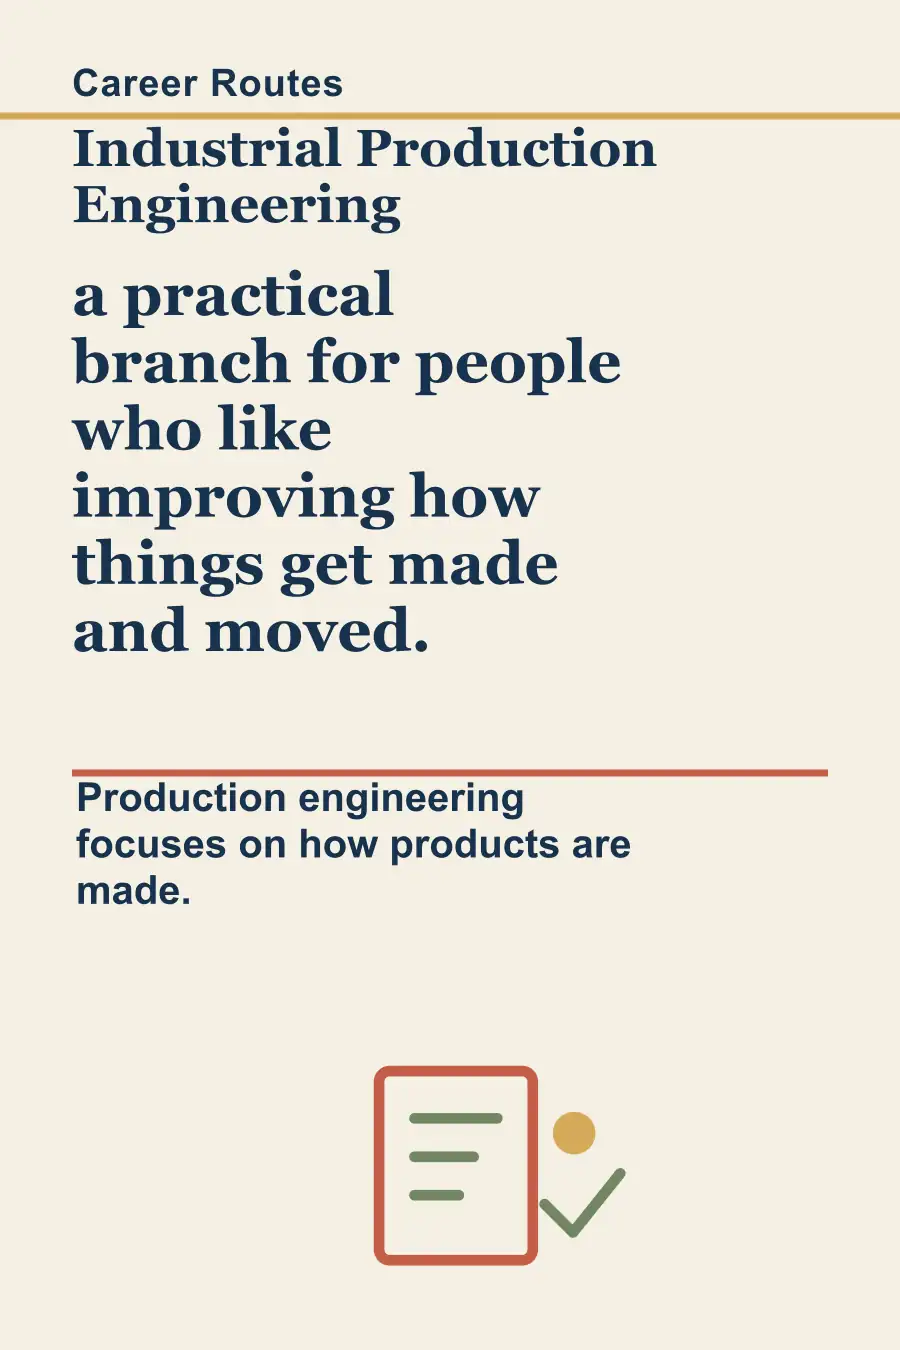 Career Routes
Industrial Production
Engineering
a practical
branch for people
who like
improving how
things get made
and moved.
Production engineering
focuses on how products are
made.